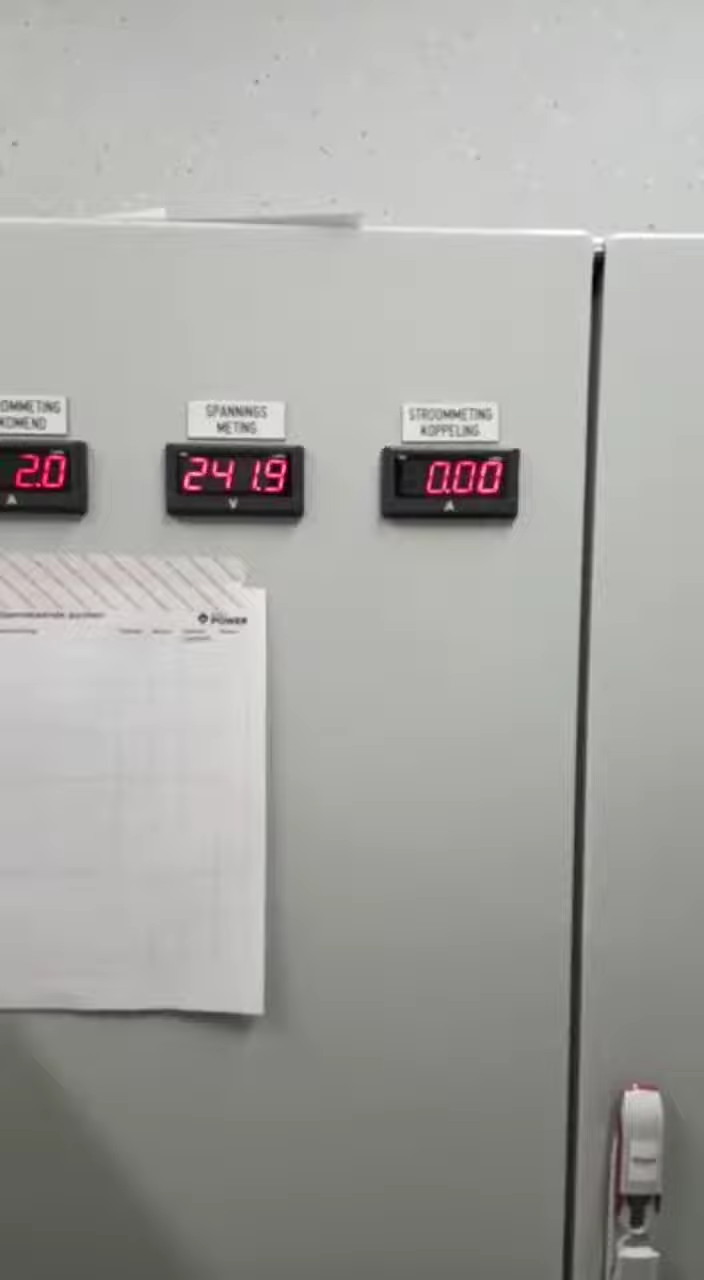 OMMETING
KOMEND
2.0
A
SPANNINGS
METING
241.9
V
STROOMMETING
KOPPELING
0.00
A
POWER